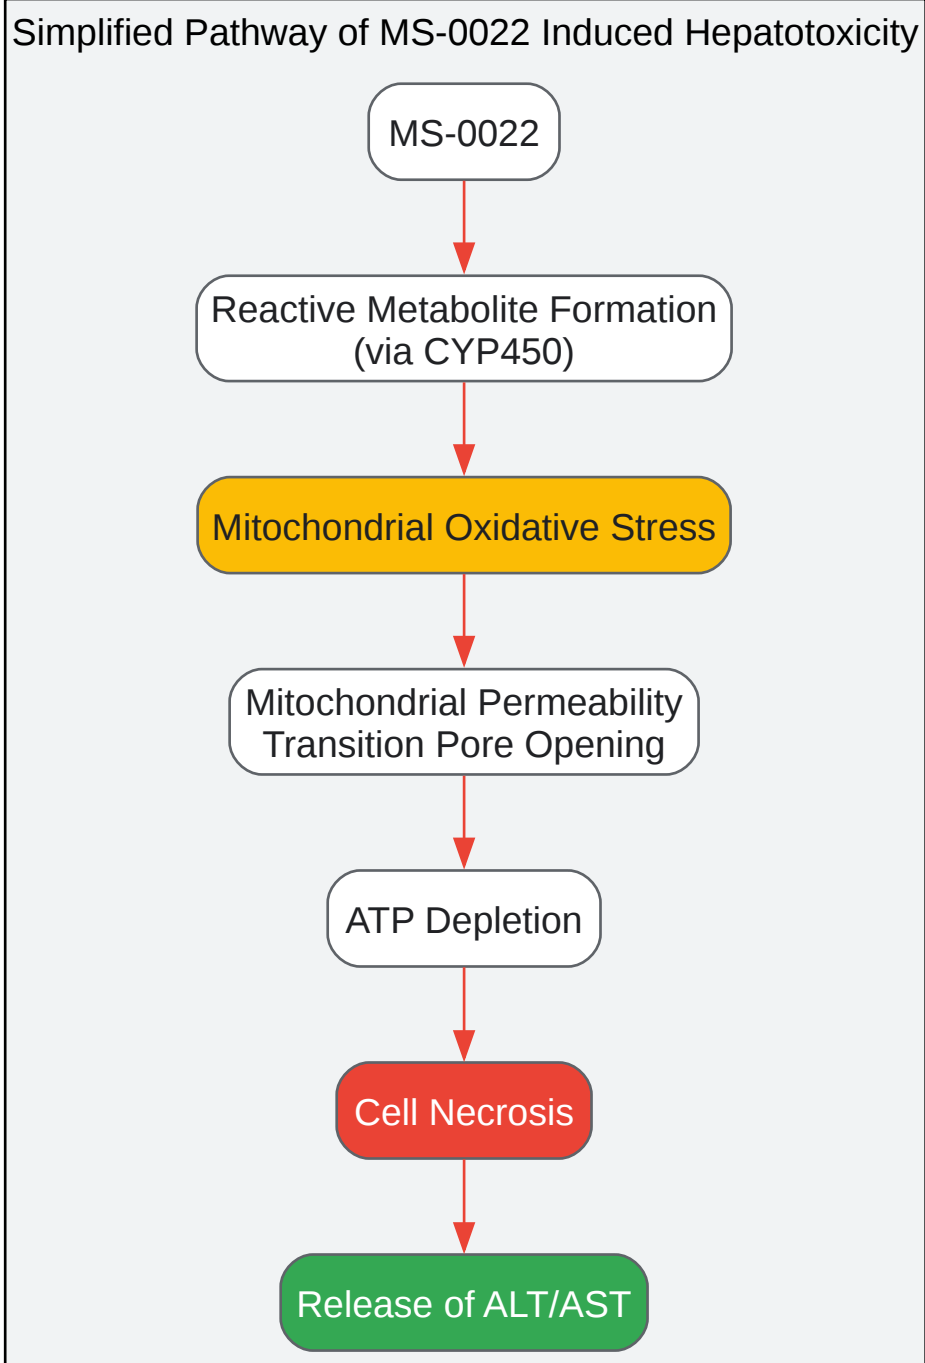 Simplified Pathway of MS-0022 Induced Hepatotoxicity
MS-0022
Reactive Metabolite Formation
(via CYP450)
Mitochondrial Oxidative Stress
Mitochondrial Permeability
Transition Pore Opening
ATP Depletion
Cell Necrosis
Release of ALT/AST